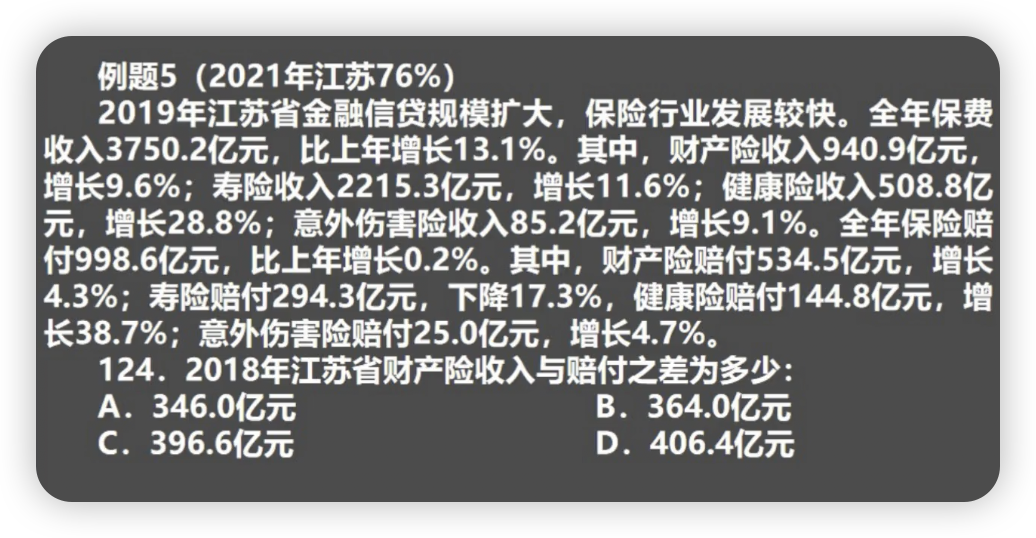 例题5（2021年江苏76%）
2019年江苏省金融信贷规模扩大，保险行业发展较快。全年保费
收入3750.2亿元，比上年增长13.1%。其中，财产险收入940.9亿元，
增长9.6%；寿险收入2215.3亿元，增长11.6%；健康险收入508.8亿
元，增长28.8%；意外伤害险收入85.2亿元，增长9.1%。全年保险赔
付998.6亿元，比上年增长0.2%。其中，财产险赔付534.5亿元，增长
4.3%；寿险赔付294.3亿元，下降17.3%，健康险赔付144.8亿元，增
长38.7%；意外伤害险赔付25.0亿元，增长4.7%。
124．2018年江苏省财产险收入与赔付之差为多少：
A．346.0亿元 B．364.0亿元
C．396.6亿元 D．406.4亿元